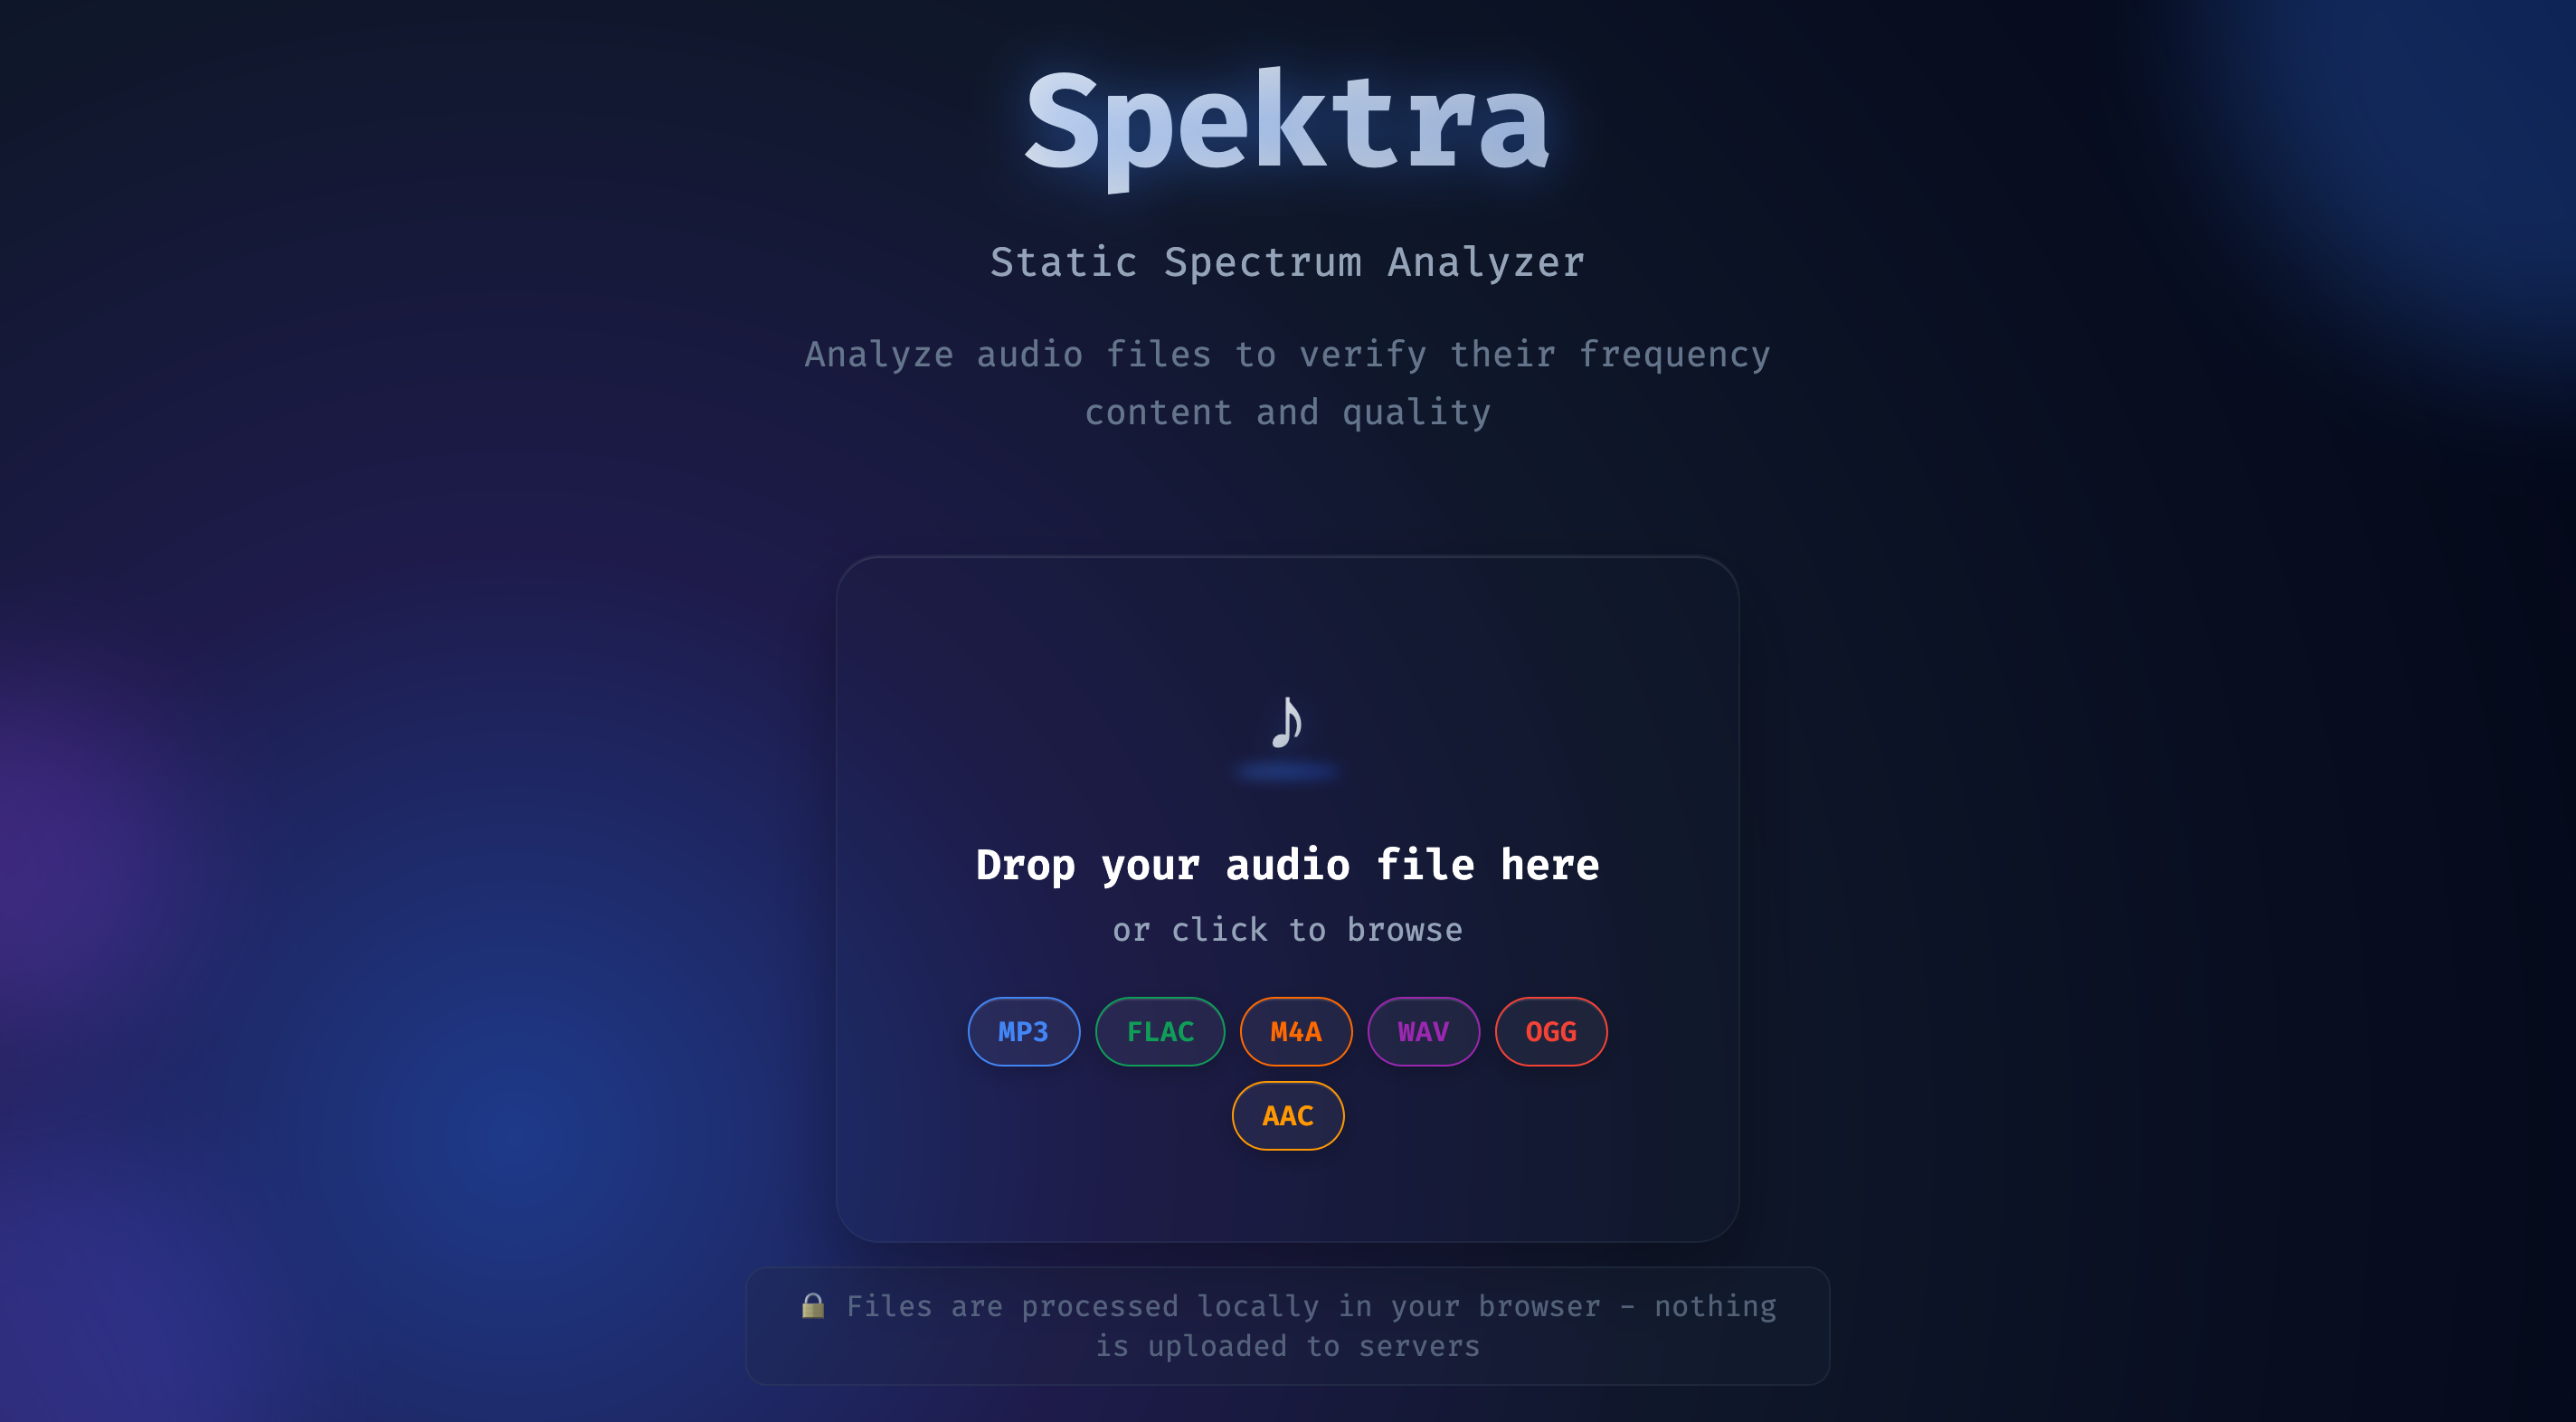 Spektra
Static Spectrum Analyzer
Analyze audio files to verify their frequency
content and quality
Drop your audio file here
or click to browse
MP3 FLAC M4A WAV OGG
AAC
Files are processed locally in your browser - nothing
is uploaded to servers